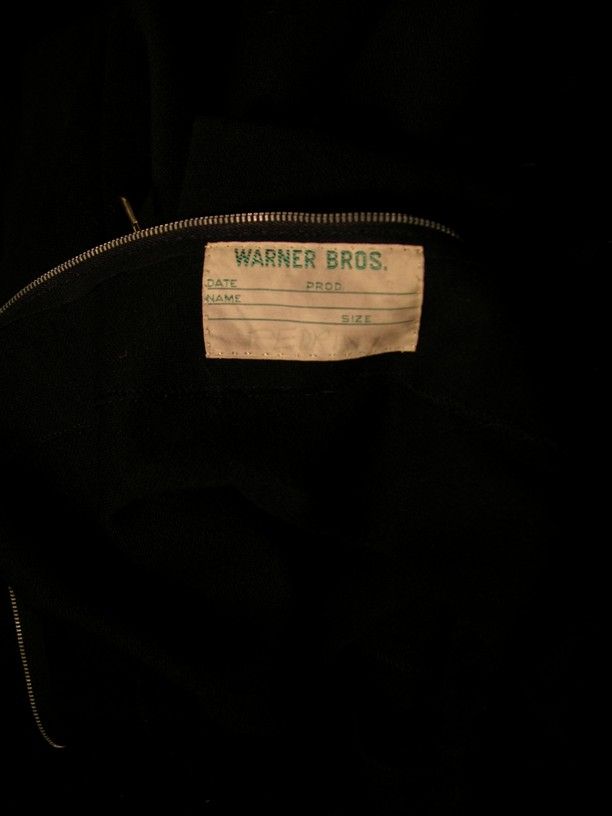 WARNER BROS.
DATE PROD
NAME
SIZE